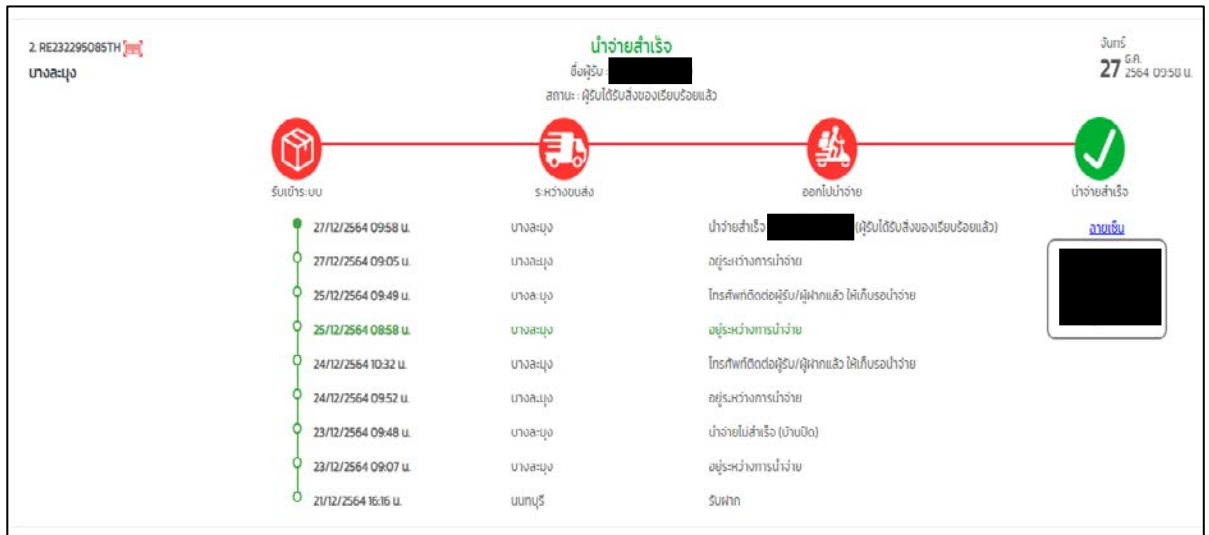 2. RE232295085TH
บางละมุง
นำจ่ายสำเร็จ
ชื่อผู้รับ :
สถานะ : ผู้รับได้รับสิ่งของเรียบร้อยแล้ว
จันทร์
27 ธ.ค. 2564 09:58 น.
รับเข้าระบบ ระหว่างขนส่ง ออกไปนำจ่าย นำจ่ายสำเร็จ
27/12/2564 09:58 น. บางละมุง นำจ่ายสำเร็จ (ผู้รับได้รับสิ่งของเรียบร้อยแล้ว) ลายเซ็น
27/12/2564 09:05 น. บางละมุง อยู่ระหว่างการนำจ่าย
25/12/2564 09:49 น. บางละมุง โทรศัพท์ติดต่อผู้รับ/ผู้ฝากแล้ว ให้เก็บรอนำจ่าย
25/12/2564 08:58 น. บางละมุง อยู่ระหว่างการนำจ่าย
24/12/2564 10:32 น. บางละมุง โทรศัพท์ติดต่อผู้รับ/ผู้ฝากแล้ว ให้เก็บรอนำจ่าย
24/12/2564 09:52 น. บางละมุง อยู่ระหว่างการนำจ่าย
23/12/2564 09:48 น. บางละมุง นำจ่ายไม่สำเร็จ (บ้านปิด)
23/12/2564 09:07 น. บางละมุง อยู่ระหว่างการนำจ่าย
21/12/2564 16:16 น. นนทบุรี รับฝาก